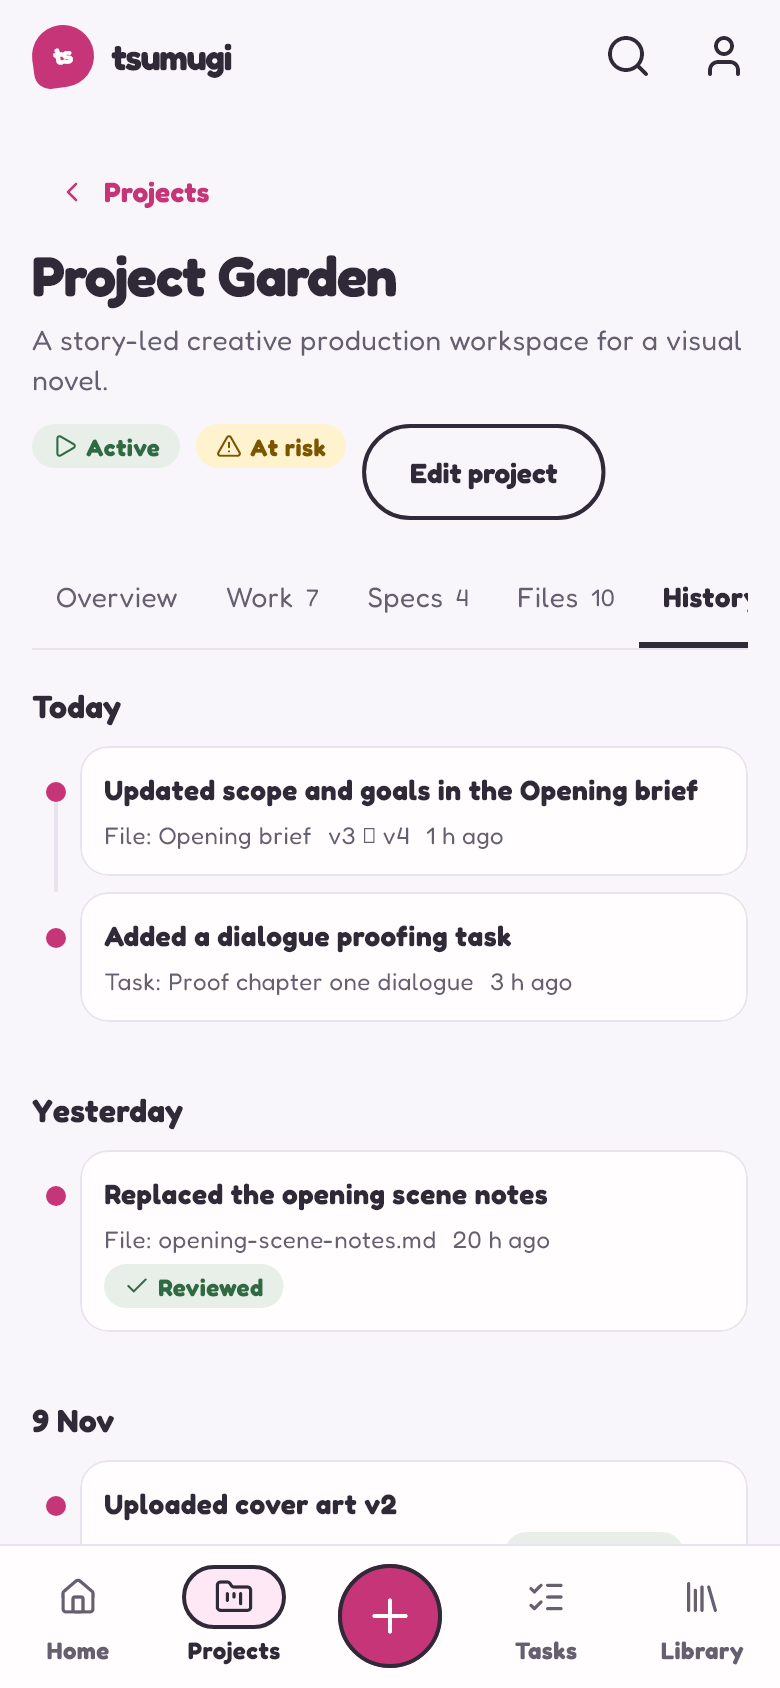 ts tsumugi
Projects
Project Garden
A story-led creative production workspace for a visual
novel.
Active At risk Edit project
Overview Work 7 Specs 4 Files 10 History
Today
Updated scope and goals in the Opening brief
File: Opening brief v3 □ v4 1 h ago
Added a dialogue proofing task
Task: Proof chapter one dialogue 3 h ago
Yesterday
Replaced the opening scene notes
File: opening-scene-notes.md 20 h ago
Reviewed
9 Nov
Uploaded cover art v2
Home Projects Tasks Library